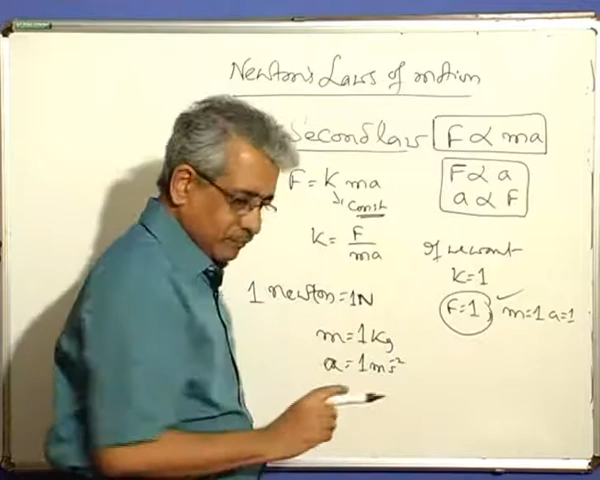 Newton's Laws of motion
Second law F ∝ ma
F = K ma
const
F ∝ a
a ∝ F
K = F/ma
If we want
k=1
F=1 } m=1 a=1
1 newton = 1N
m = 1 Kg
a = 1 ms⁻²